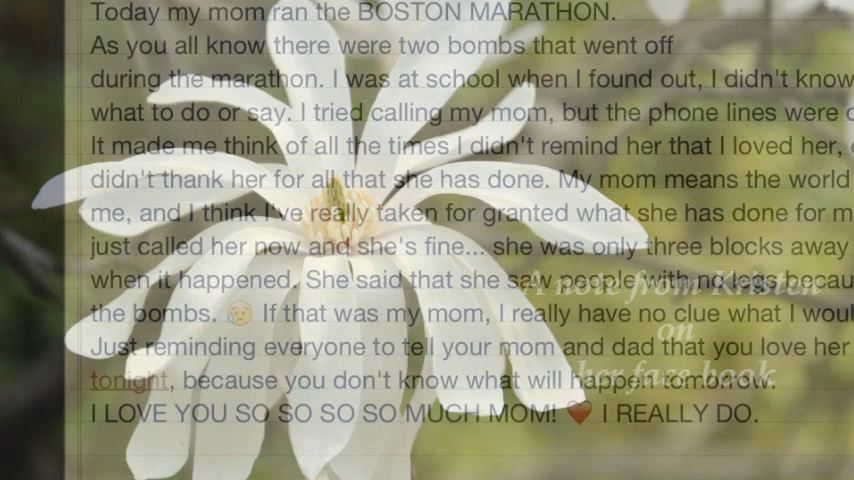 Today my mom ran the BOSTON MARATHON.
As you all know there were two bombs that went off
during the marathon. I was at school when I found out, I didn't know
what to do or say. I tried calling my mom, but the phone lines were
It made me think of all the times I didn't remind her that I loved her,
didn't thank her for all that she has done. My mom means the world
me, and I think I've really taken for granted what she has done for
just called her now and she's fine... she was only three blocks away
when it happened. She said that she saw people with no legs
the bombs. 😥 If that was my mom, I really have no clue what I
Just reminding everyone to tell your mom and dad that you love her
tonight, because you don't know what will happen tomorrow.
I LOVE YOU SO SO SO SO MUCH MOM! ❤️ I REALLY DO.
A note from Kristen
on
her face book